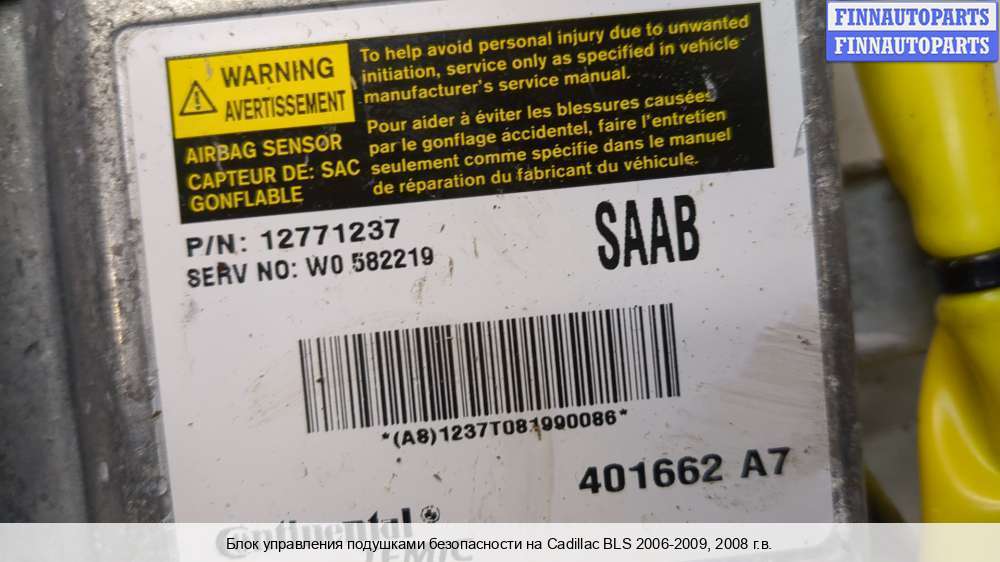 FINNAUTOPARTS
FINNAUTOPARTS
WARNING
AVERTISSEMENT
AIRBAG SENSOR
CAPTEUR DE: SAC
GONFLABLE
To help avoid personal injury due to unwanted
initiation, service only as specified in vehicle
manufacturer's service manual.
Pour aider à éviter les blessures causées
par le gonflage accidentel, faire l'entretien
seulement comme spécifie dans le manuel
de réparation du fabricant du véhicule.
P/N: 12771237
SERV NO: W0 582219
SAAB
*(A8)1237T081990086*
401662 A7
Continental
TEMIC
Блок управления подушками безопасности на Cadillac BLS 2006-2009, 2008 г.в.